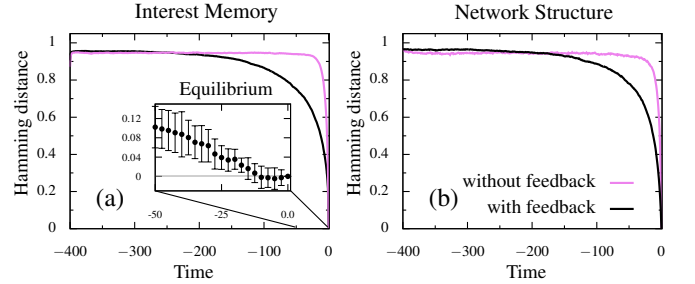 Interest Memory
Network Structure
Hamming distance
1
0.8
0.6
0.4
0.2
0
−400
−300
−200
−100
0
Time
(a)
Equilibrium
0.12
0.08
0.04
0
-50
-25
0.0
Hamming distance
1
0.8
0.6
0.4
0.2
0
−400
−300
−200
−100
0
Time
(b)
without feedback
with feedback